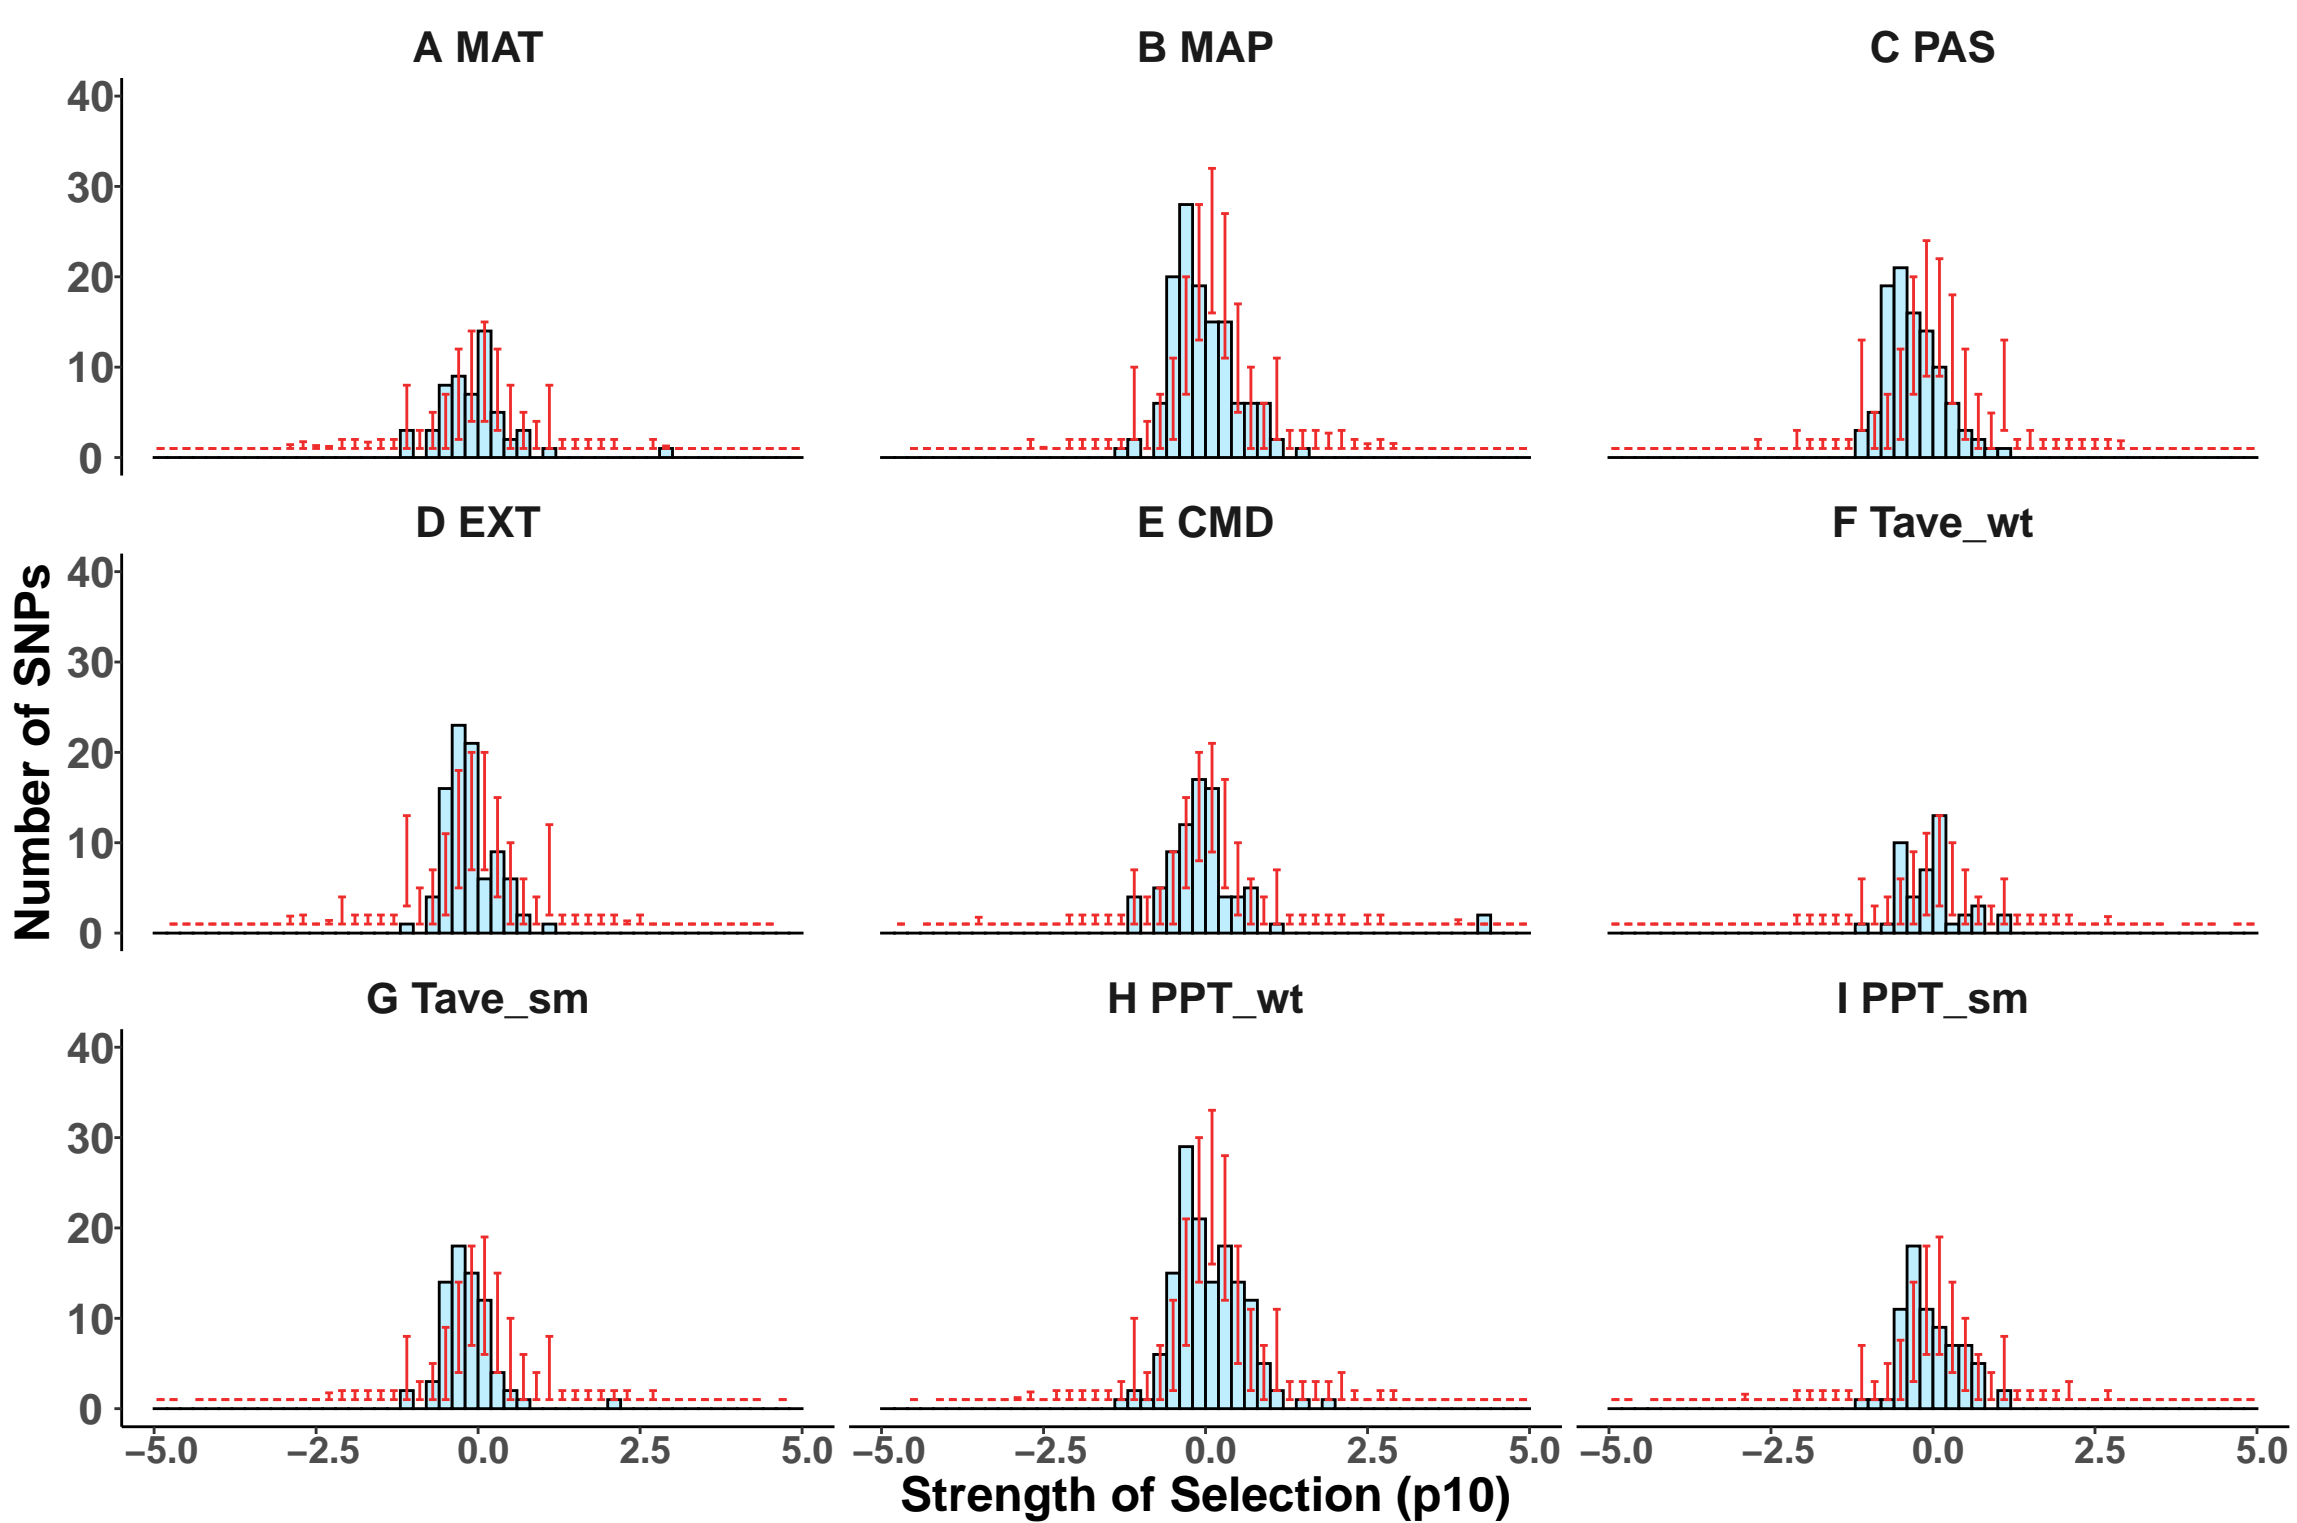 A MAT
B MAP
C PAS
40
30
20
10
0
D EXT
E CMD
F Tave_wt
Number of SNPs
40
30
20
10
0
G Tave_sm
H PPT_wt
I PPT_sm
40
30
20
10
0
−5.0 −2.5 0.0 2.5 5.0 −5.0 −2.5 0.0 2.5 5.0 −5.0 −2.5 0.0 2.5 5.0
Strength of Selection (p10)